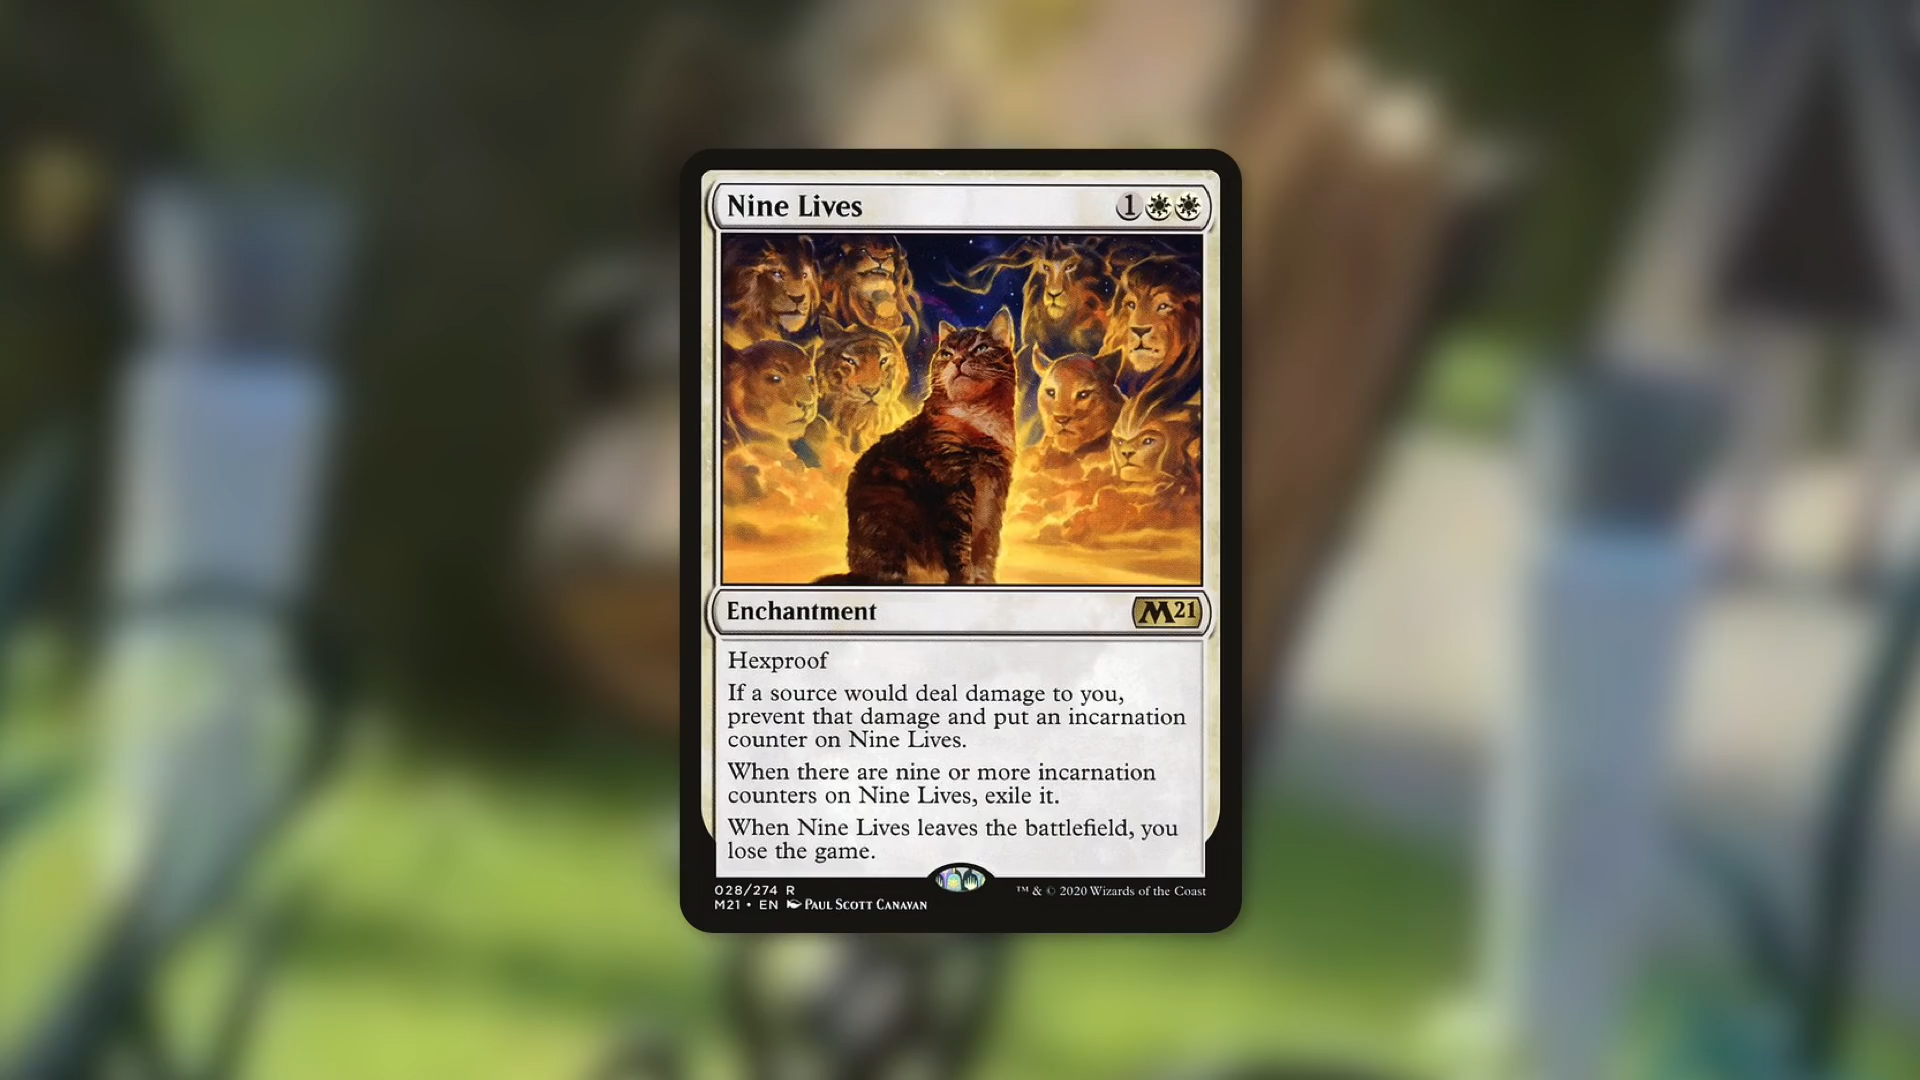 Nine Lives 1
Enchantment M21
Hexproof
If a source would deal damage to you,
prevent that damage and put an incarnation
counter on Nine Lives.
When there are nine or more incarnation
counters on Nine Lives, exile it.
When Nine Lives leaves the battlefield, you
lose the game.
028/274 R
M21 • EN PAUL SCOTT CANAVAN
™ & © 2020 Wizards of the Coast